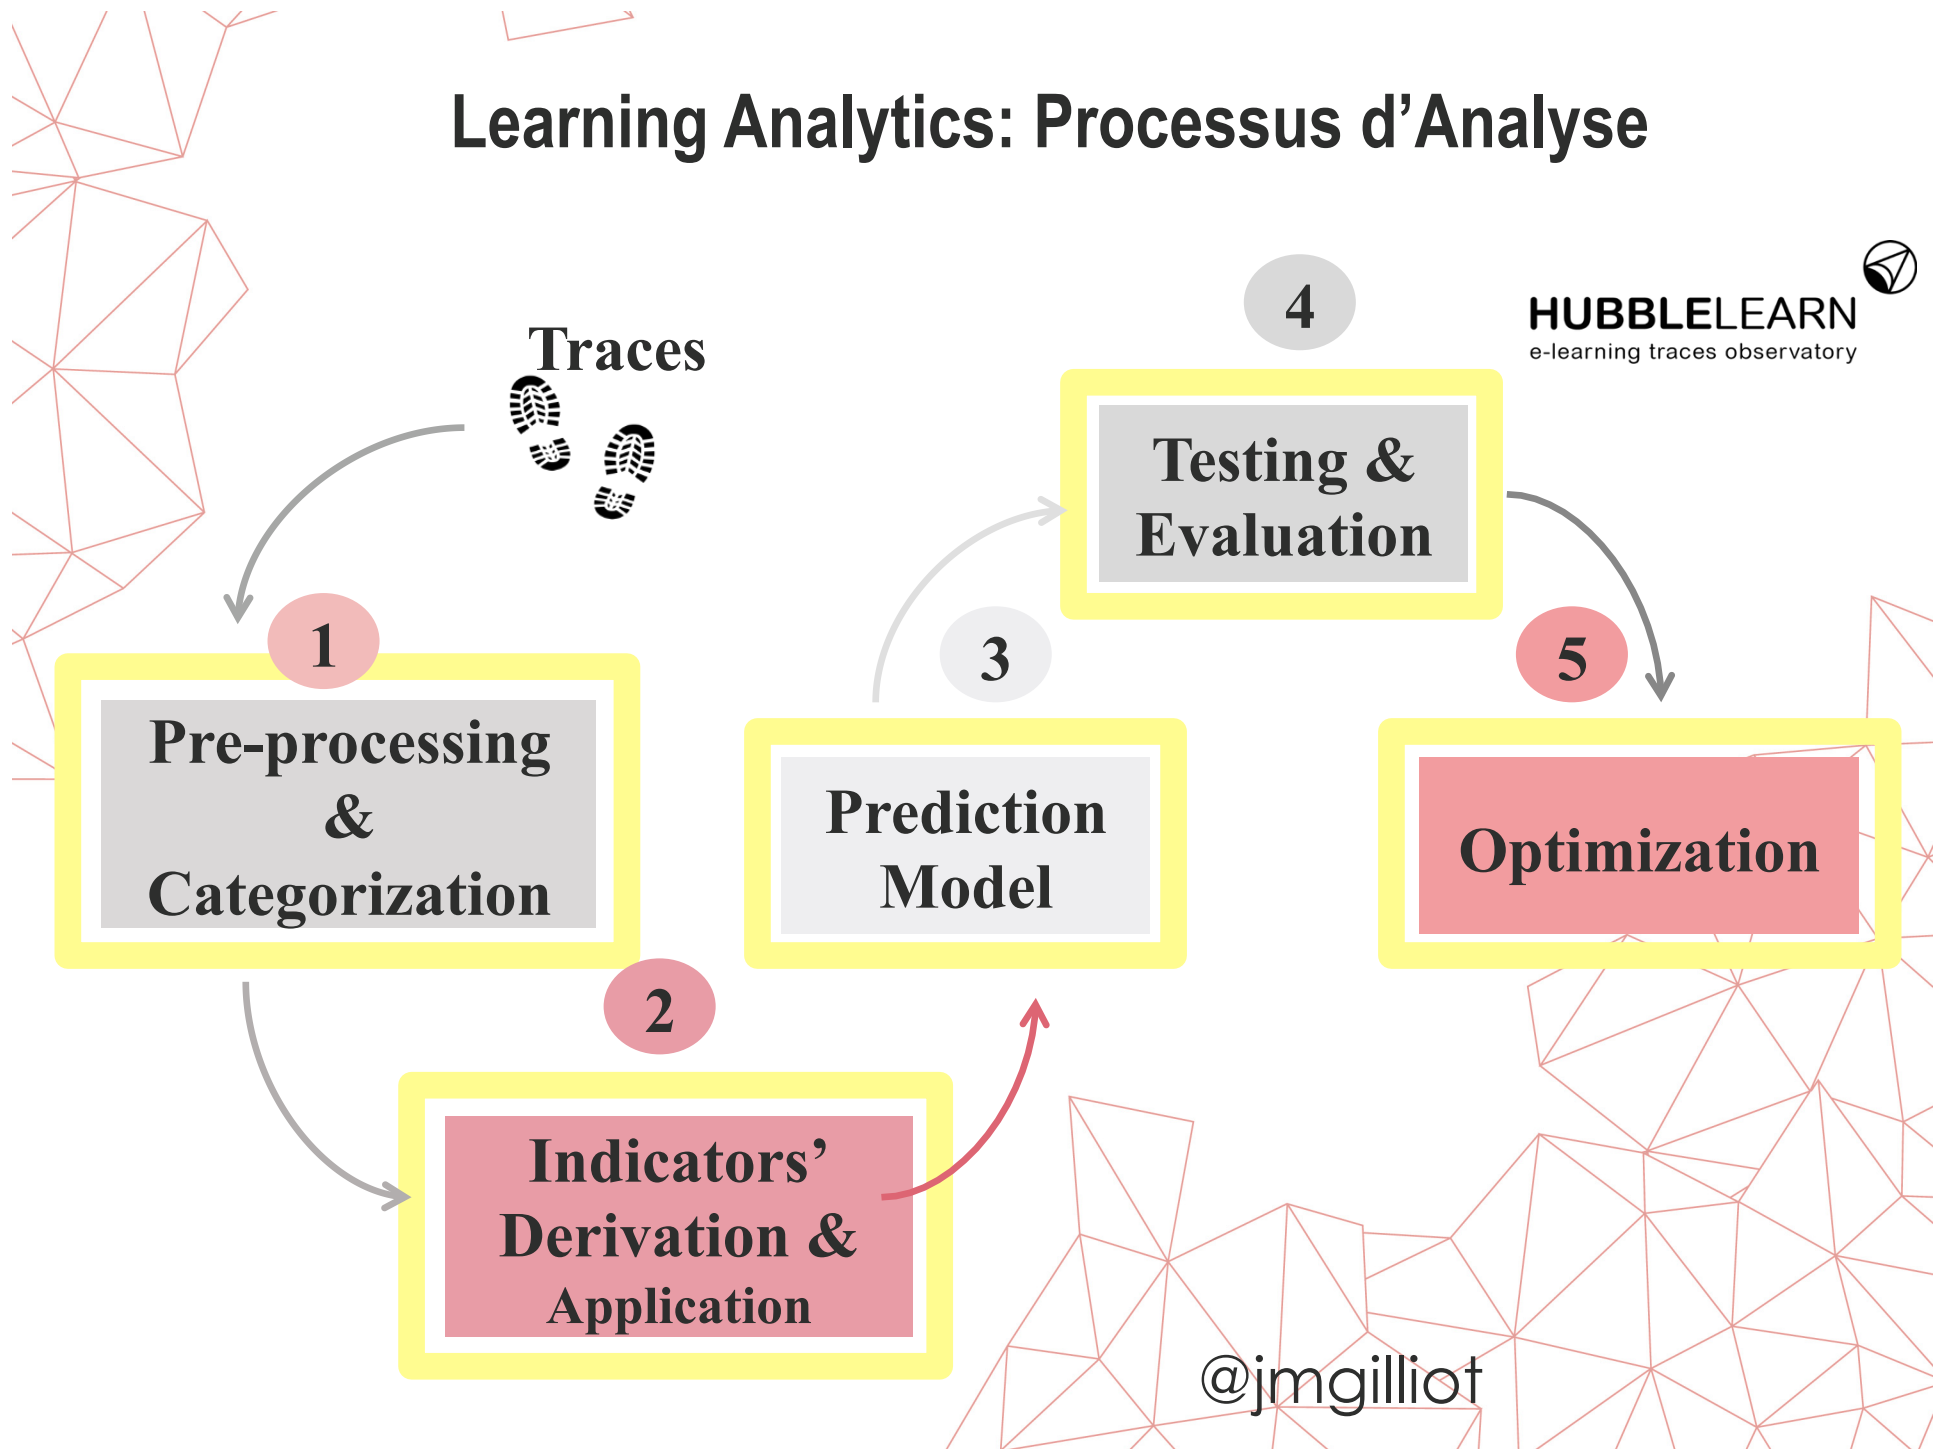 Learning Analytics: Processus d’Analyse
HUBBLELEARN
e-learning traces observatory
Traces
1
Pre-processing
&
Categorization
2
Indicators’
Derivation &
Application
3
Prediction
Model
4
Testing &
Evaluation
5
Optimization
@jmgilliot